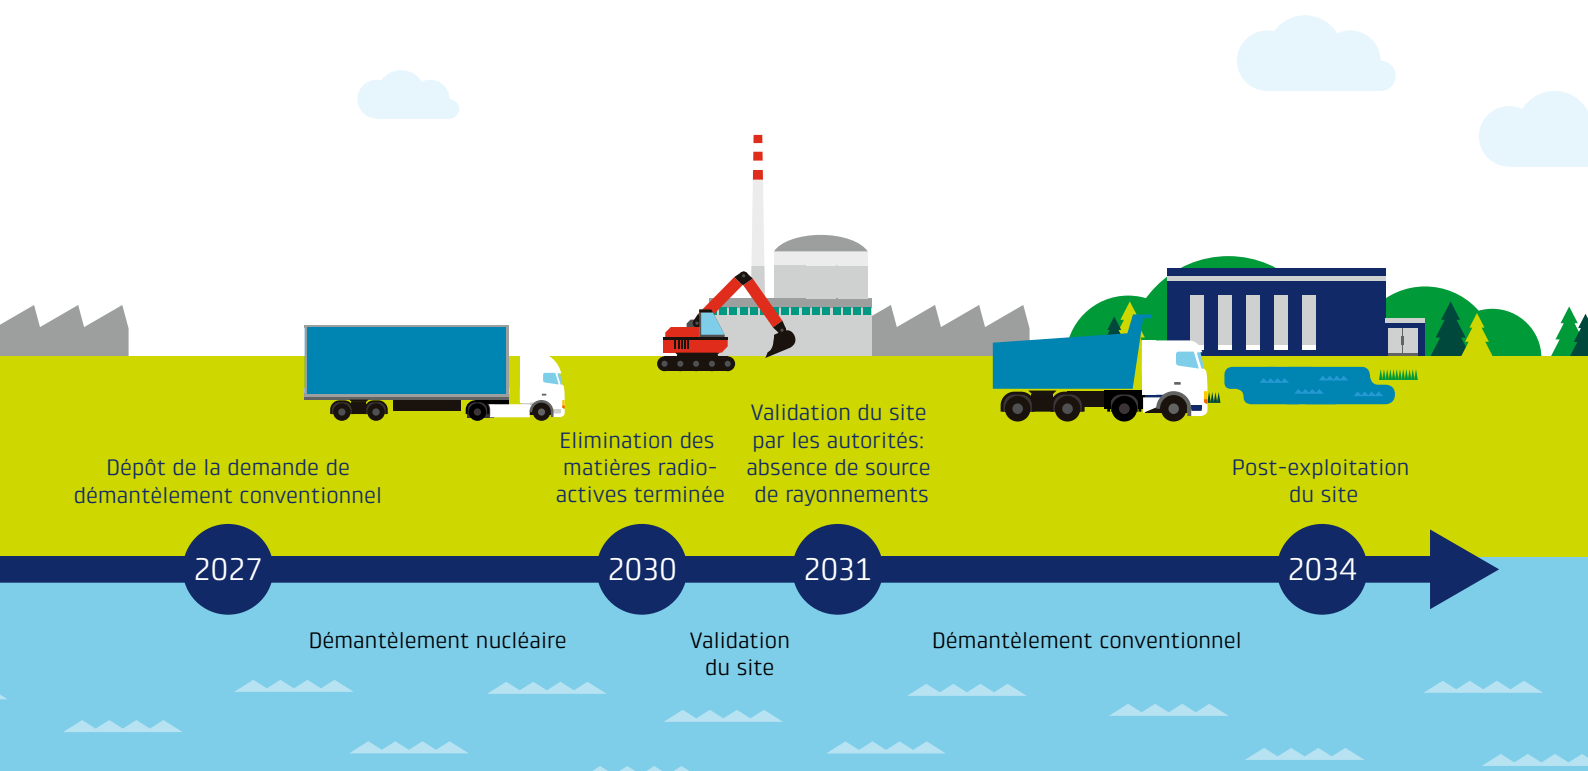 Dépôt de la demande de
démantèlement conventionnel
Elimination des
matières radio-
actives terminée
Validation du site
par les autorités:
absence de source
de rayonnements
Post-exploitation
du site
2027
2030
2031
2034
Démantèlement nucléaire
Validation
du site
Démantèlement conventionnel